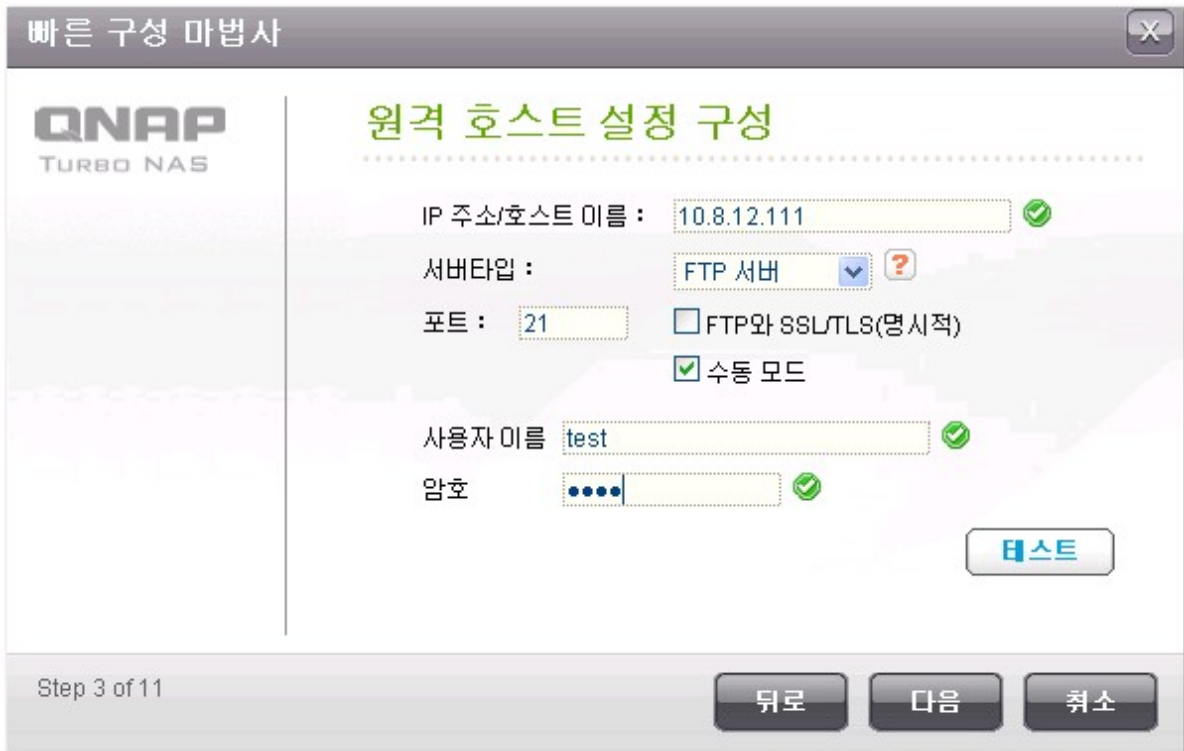 빠른 구성 마법사
X
QNAP
TURBO NAS
원격 호스트 설정 구성
IP 주소/호스트 이름 : 10.8.12.111
서버타입 : FTP 서버 ?
포트 : 21 FTP와 SSL/TLS(명시적)
수동 모드
사용자 이름 test
암호 ••••
테스트
Step 3 of 11
뒤로 다음 취소